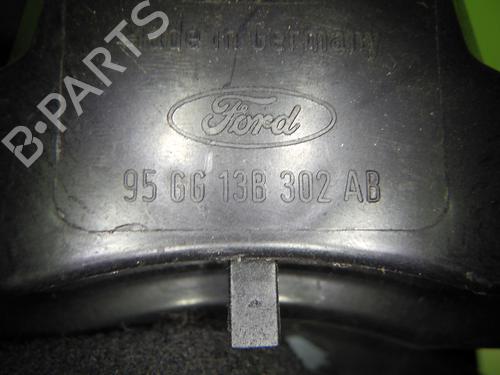 Made in Germany
Ford
95 GG 13B 302 AB
B-PARTS